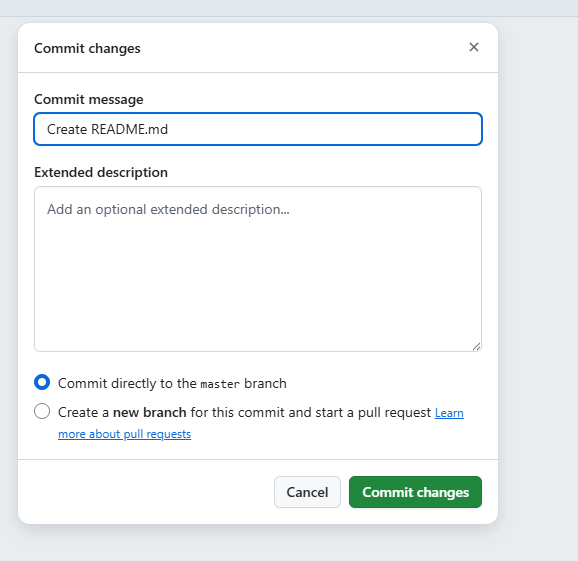 Commit changes
Commit message
Create README.md
Extended description
Add an optional extended description...
Commit directly to the master branch
Create a new branch for this commit and start a pull request Learn
more about pull requests
Cancel
Commit changes